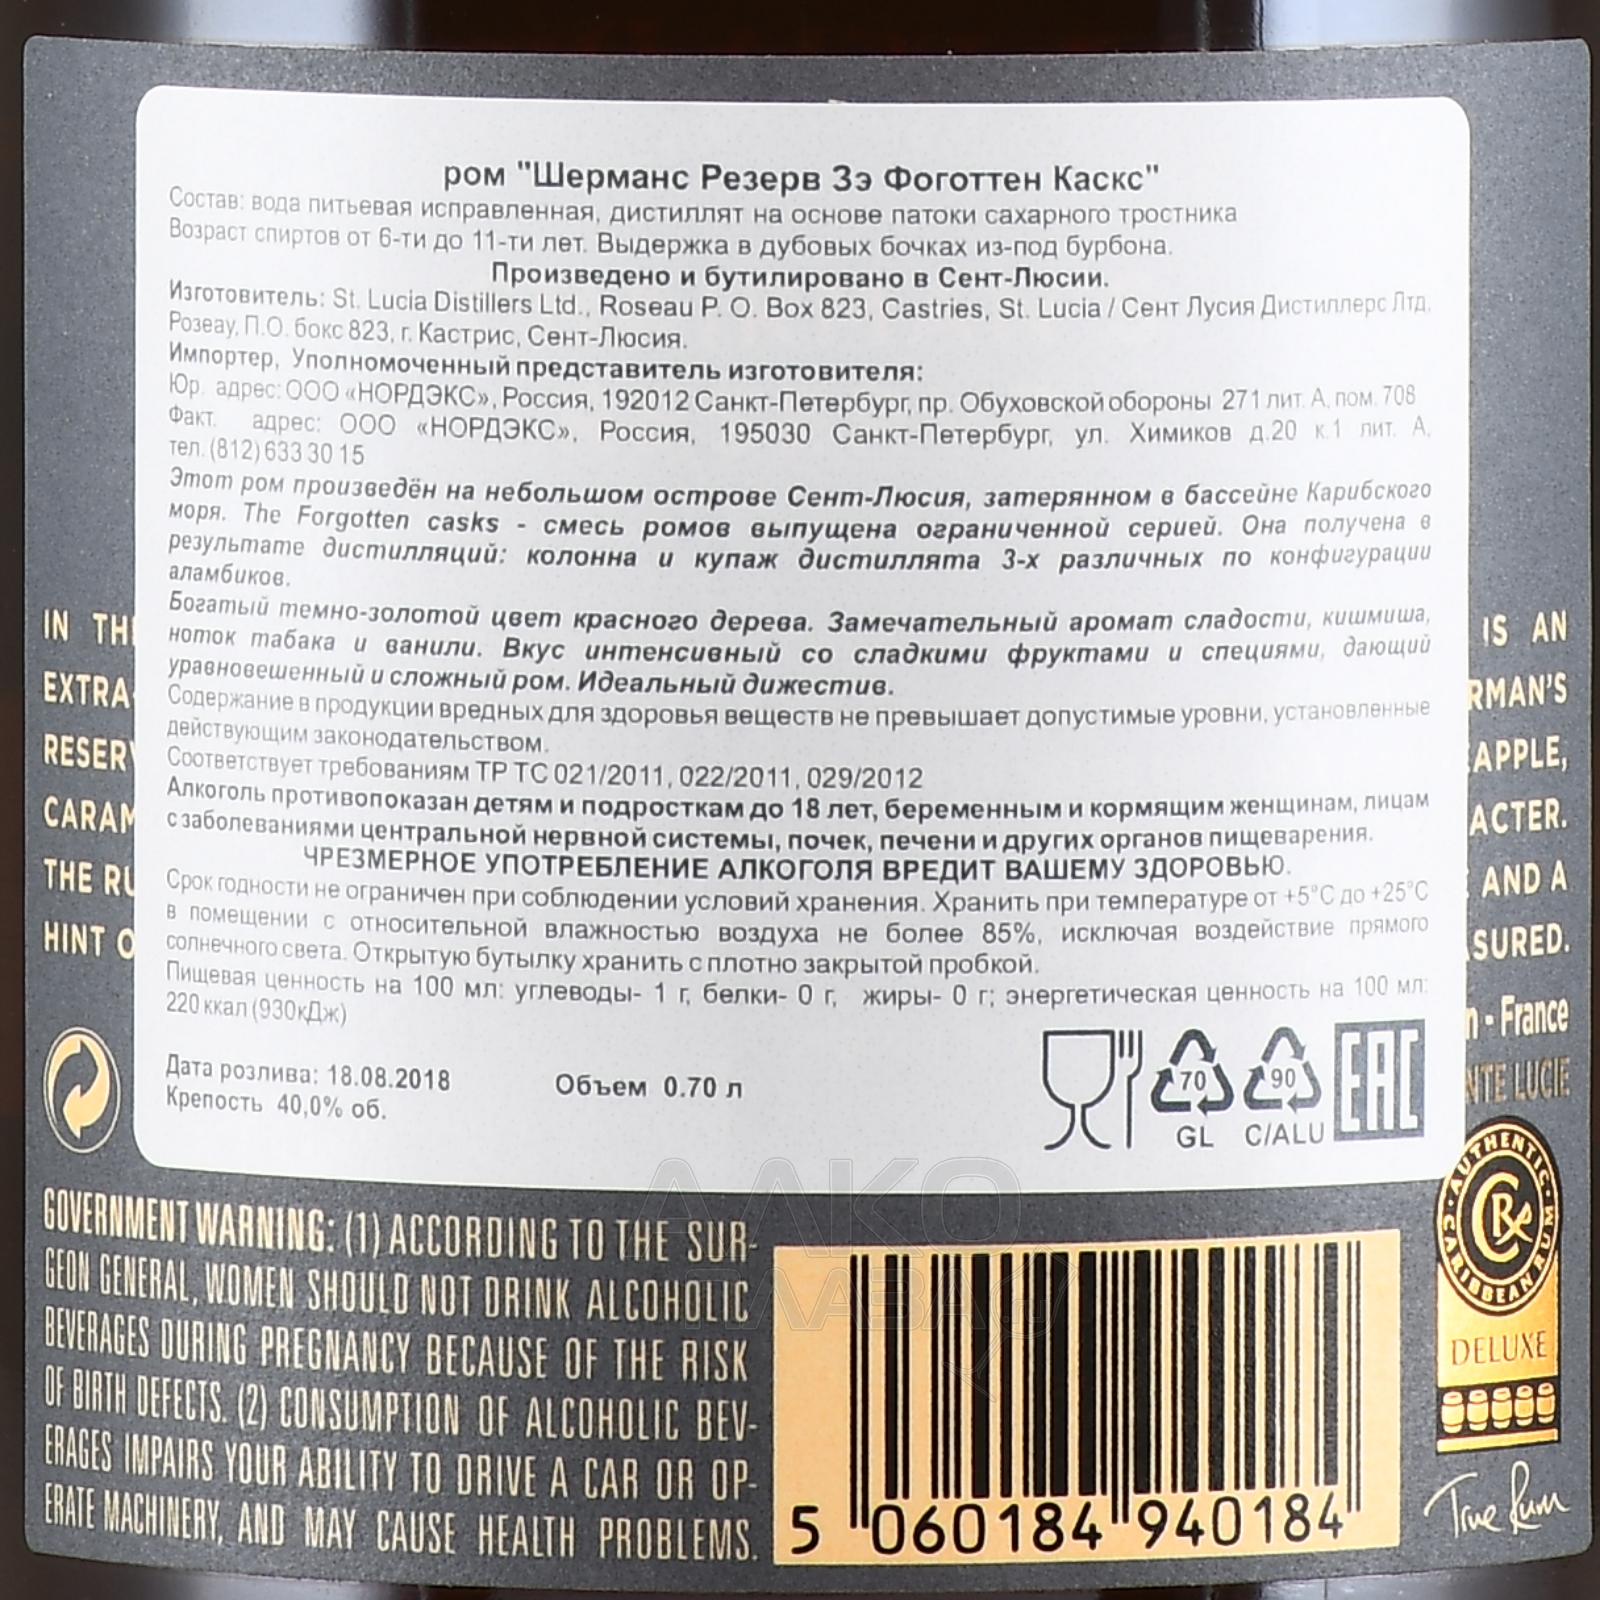 ром "Шерманс Резерв Зэ Фоготтен Каскс"
Состав: вода питьевая исправленная, дистиллят на основе патоки сахарного тростника
Возраст спиртов от 6-ти до 11-ти лет. Выдержка в дубовых бочках из-под бурбона.
Произведено и бутилировано в Сент-Люсии.
Изготовитель: St. Lucia Distillers Ltd., Roseau P. O. Box 823, Castries, St. Lucia / Сент Лусия Дистиллерс Лтд,
Розеау, П.О. бокс 823, г. Кастрис, Сент-Люсия.
Импортер, Уполномоченный представитель изготовителя:
Юр. адрес: ООО «НОРДЭКС», Россия, 192012 Санкт-Петербург, пр. Обуховской обороны 271 лит. А, пом. 708
Факт. адрес: ООО «НОРДЭКС», Россия, 195030 Санкт-Петербург, ул. Химиков д.20 к.1 лит. А,
тел. (812) 633 30 15
Этот ром произведён на небольшом острове Сент-Люсия, затерянном в бассейне Карибского
моря. The Forgotten casks - смесь ромов выпущена ограниченной серией. Она получена в
результате дистилляций: колонна и купаж дистиллята 3-х различных по конфигурации
аламбиков.
Богатый темно-золотой цвет красного дерева. Замечательный аромат сладости, кишмиша,
ноток табака и ванили. Вкус интенсивный со сладкими фруктами и специями, дающий
уравновешенный и сложный ром. Идеальный дижестив.
Содержание в продукции вредных для здоровья веществ не превышает допустимые уровни, установленные
действующим законодательством.
Соответствует требованиям ТР ТС 021/2011, 022/2011, 029/2012
Алкоголь противопоказан детям и подросткам до 18 лет, беременным и кормящим женщинам, лицам
с заболеваниями центральной нервной системы, почек, печени и других органов пищеварения.
ЧРЕЗМЕРНОЕ УПОТРЕБЛЕНИЕ АЛКОГОЛЯ ВРЕДИТ ВАШЕМУ ЗДОРОВЬЮ.
Срок годности не ограничен при соблюдении условий хранения. Хранить при температуре от +5°С до +25°С
в помещении с относительной влажностью воздуха не более 85%, исключая воздействие прямого
солнечного света. Открытую бутылку хранить с плотно закрытой пробкой.
Пищевая ценность на 100 мл: углеводы- 1 г, белки- 0 г, жиры- 0 г; энергетическая ценность на 100 мл:
220 ккал (930кДж)
Дата розлива: 18.08.2018 Объем 0.70 л
Крепость 40,0% об.
70 90 EAC
GL C/ALU
IN IS AN
EXTRA- RMAN'S
EAPPLE,
ACTER.
THE AND A
HINT SURED.
- France
LUCIE
AUTHENTIC
CARIBBEAN RUM
DELUXE
True Rum
GOVERNMENT WARNING: (1) ACCORDING TO THE SUR-
GEON GENERAL, WOMEN SHOULD NOT DRINK ALCOHOLIC
BEVERAGES DURING PREGNANCY BECAUSE OF THE RISK
OF BIRTH DEFECTS. (2) CONSUMPTION OF ALCOHOLIC BEV-
ERAGES IMPAIRS YOUR ABILITY TO DRIVE A CAR OR OP-
ERATE MACHINERY, AND MAY CAUSE HEALTH PROBLEMS.
5 060184 940184